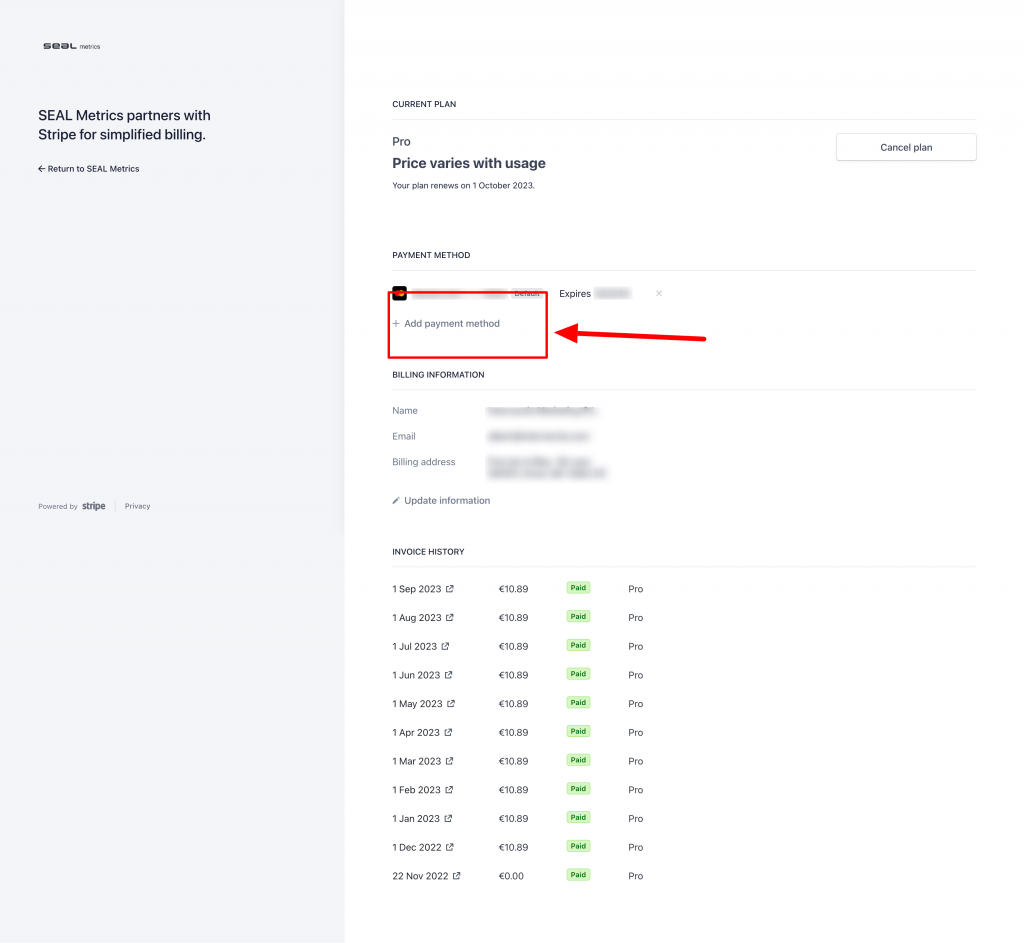 seal metrics
SEAL Metrics partners with
Stripe for simplified billing.
← Return to SEAL Metrics
Powered by stripe | Privacy
CURRENT PLAN
Pro
Price varies with usage
Your plan renews on 1 October 2023.
Cancel plan
PAYMENT METHOD
Default Expires ×
+ Add payment method
BILLING INFORMATION
Name
Email
Billing address
Update information
INVOICE HISTORY
1 Sep 2023 €10.89 Paid Pro
1 Aug 2023 €10.89 Paid Pro
1 Jul 2023 €10.89 Paid Pro
1 Jun 2023 €10.89 Paid Pro
1 May 2023 €10.89 Paid Pro
1 Apr 2023 €10.89 Paid Pro
1 Mar 2023 €10.89 Paid Pro
1 Feb 2023 €10.89 Paid Pro
1 Jan 2023 €10.89 Paid Pro
1 Dec 2022 €10.89 Paid Pro
22 Nov 2022 €0.00 Paid Pro